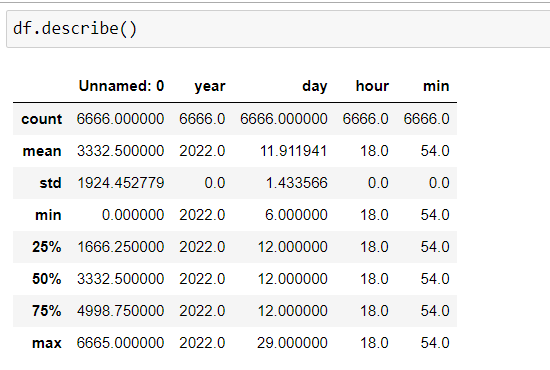 df.describe()
Unnamed: 0 year day hour min
count 6666.000000 6666.0 6666.000000 6666.0 6666.0
mean 3332.500000 2022.0 11.911941 18.0 54.0
std 1924.452779 0.0 1.433566 0.0 0.0
min 0.000000 2022.0 6.000000 18.0 54.0
25% 1666.250000 2022.0 12.000000 18.0 54.0
50% 3332.500000 2022.0 12.000000 18.0 54.0
75% 4998.750000 2022.0 12.000000 18.0 54.0
max 6665.000000 2022.0 29.000000 18.0 54.0